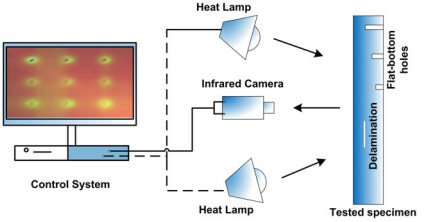 Heat Lamp
Infrared Camera
Control System
Heat Lamp
Flat-bottom
holes
Delamination
Tested specimen